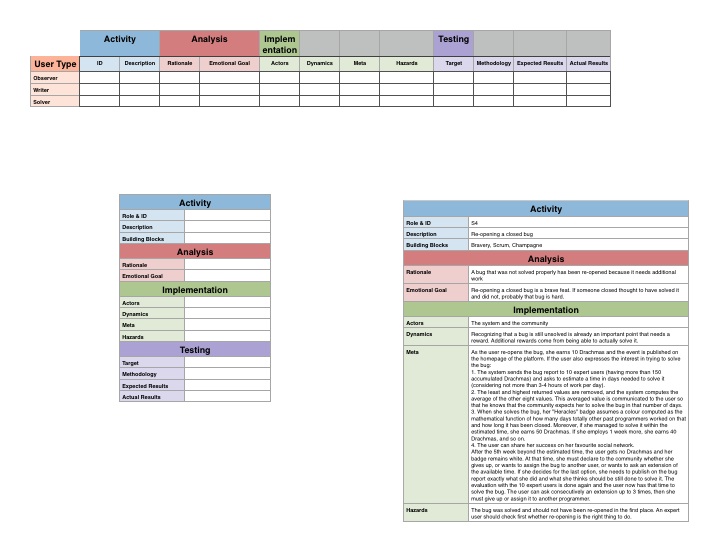 Activity Analysis Implem Testing
entation
User Type ID Description Rationale Emotional Goal Actors Dynamics Meta Hazards Target Methodology Expected Results Actual Results
Observer
Writer
Solver
Activity
Role & ID
Description
Building Blocks
Analysis
Rationale
Emotional Goal
Implementation
Actors
Dynamics
Meta
Hazards
Testing
Target
Methodology
Expected Results
Actual Results
Activity
Role & ID S4
Description Re-opening a closed bug
Building Blocks Bravery, Scrum, Champagne
Analysis
Rationale A bug that was not solved properly has been re-opened because it needs additional
work
Emotional Goal Re-opening a closed bug is a brave feat. If someone closed thought to have solved it
and did not, probably that bug is hard.
Implementation
Actors The system and the community
Dynamics Recognizing that a bug is still unsolved is already an important point that needs a
reward. Additional rewards come from being able to actually solve it.
Meta As the user re-opens the bug, she earns 10 Drachmas and the event is published on
the homepage of the platform. If the user also expresses the interest in trying to solve
the bug:
1. The system sends the bug report to 10 expert users (having more than 150
accumulated Drachmas) and asks to estimate a time in days needed to solve it
(considering not more than 3-4 hours of work per day).
2. The least and highest returned values are removed, and the system computes the
average of the other eight values. This averaged value is communicated to the user so
that he knows that the community expects her to solve the bug in that number of days.
3. When she solves the bug, her "Heracles" badge assumes a colour computed as the
mathematical function of how many days totally other past programmers worked on that
and how long it has been closed. Moreover, if she managed to solve it within the
estimated time, she earns 50 Drachmas. If she employs 1 week more, she earns 40
Drachmas, and so on.
4. The user can share her success on her favourite social network.
After the 5th week beyond the estimated time, the user gets no Drachmas and her
badge remains white. At that time, she must declare to the community whether she
gives up, or wants to assign the bug to another user, or wants to ask an extension of
the available time. If she decides for the last option, she needs to publish on the bug
report exactly what she did and what she thinks should be still done to solve it. The
evaluation with the 10 expert users is done again and the user now has that time to
solve the bug. The user can ask consecutively an extension up to 3 times, then she
must give up or assign it to another programmer.
Hazards The bug was solved and should not have been re-opened in the first place. An expert
user should check first whether re-opening is the right thing to do.